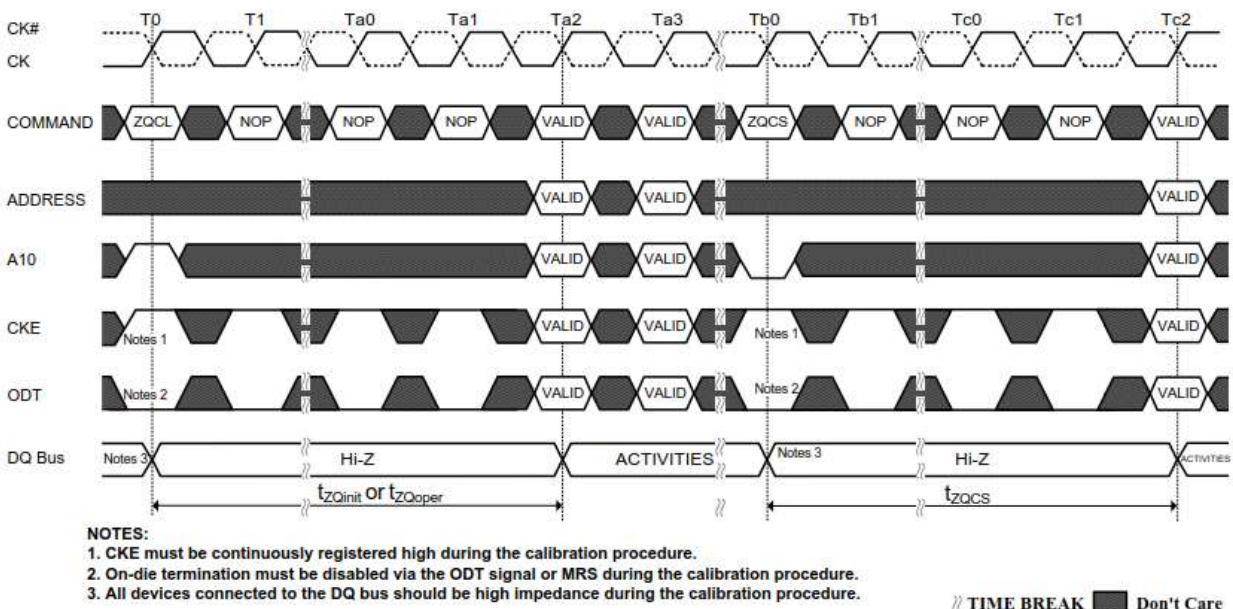 T0 T1 Ta0 Ta1 Ta2 Ta3 Tb0 Tb1 Tc0 Tc1 Tc2
CK#
CK
COMMAND ZQCL NOP NOP NOP VALID VALID ZQCS NOP NOP NOP VALID
ADDRESS VALID VALID VALID
A10 VALID VALID VALID
CKE Notes 1 VALID VALID Notes 1 VALID
ODT Notes 2 VALID VALID Notes 2 VALID
DQ Bus Notes 3 Hi-Z ACTIVITIES Notes 3 Hi-Z ACTIVITIES
tZQinit or tZQoper tZQCS
NOTES:
1. CKE must be continuously registered high during the calibration procedure.
2. On-die termination must be disabled via the ODT signal or MRS during the calibration procedure.
3. All devices connected to the DQ bus should be high impedance during the calibration procedure.
TIME BREAK Don't Care